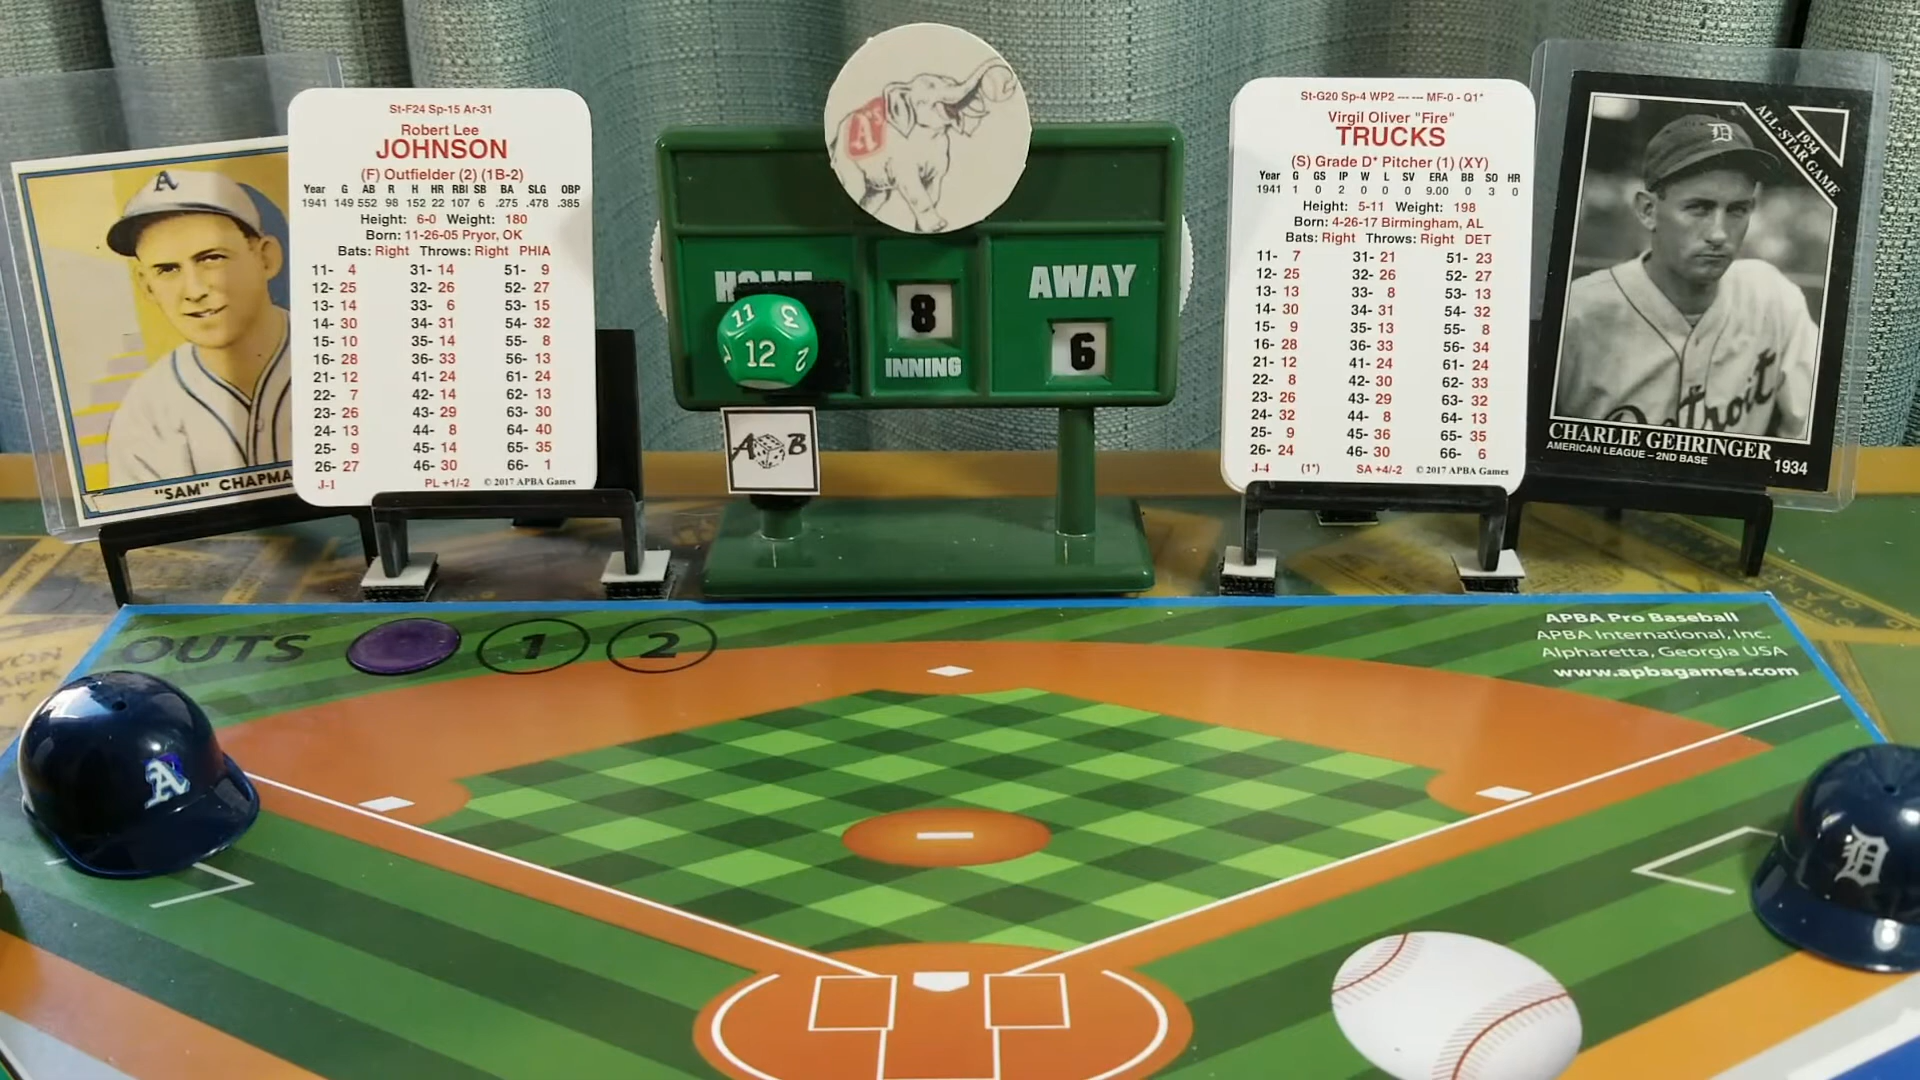 A
"SAM" CHAPMA
St-F24 Sp-15 Ar-31
Robert Lee
JOHNSON
(F) Outfielder (2) (1B-2)
Year G AB R H HR RBI SB BA SLG OBP
1941 149 552 98 152 22 107 6 .275 .478 .385
Height: 6-0 Weight: 180
Born: 11-26-05 Pryor, OK
Bats: Right Throws: Right PHIA
11- 4 31- 14 51- 9
12- 25 32- 26 52- 27
13- 14 33- 6 53- 15
14- 30 34- 31 54- 32
15- 10 35- 14 55- 8
16- 28 36- 33 56- 13
21- 12 41- 24 61- 24
22- 7 42- 14 62- 13
23- 26 43- 29 63- 30
24- 13 44- 8 64- 40
25- 9 45- 14 65- 35
26- 27 46- 30 66- 1
J-1 PL +1/-2 © 2017 APBA Games
A's
HOME
8
INNING
AWAY
6
11 3
12 2
A B
St-G20 Sp-4 WP2 --- --- MF-0 - Q1*
Virgil Oliver "Fire"
TRUCKS
(S) Grade D* Pitcher (1) (XY)
Year G GS IP W L SV ERA BB SO HR
1941 1 0 2 0 0 0 9.00 0 3 0
Height: 5-11 Weight: 198
Born: 4-26-17 Birmingham, AL
Bats: Right Throws: Right DET
11- 7 31- 21 51- 23
12- 25 32- 26 52- 27
13- 13 33- 8 53- 13
14- 30 34- 31 54- 32
15- 9 35- 13 55- 8
16- 28 36- 33 56- 34
21- 12 41- 24 61- 24
22- 8 42- 30 62- 33
23- 26 43- 29 63- 32
24- 32 44- 8 64- 13
25- 9 45- 36 65- 35
26- 24 46- 30 66- 6
J-4 (1*) SA +4/-2 © 2017 APBA Games
1934
ALL-STAR GAME
D
Detroit
CHARLIE GEHRINGER
AMERICAN LEAGUE – 2ND BASE 1934
OUTS 1 2
APBA Pro Baseball
APBA International, Inc.
Alpharetta, Georgia USA
www.apbagames.com
A
D